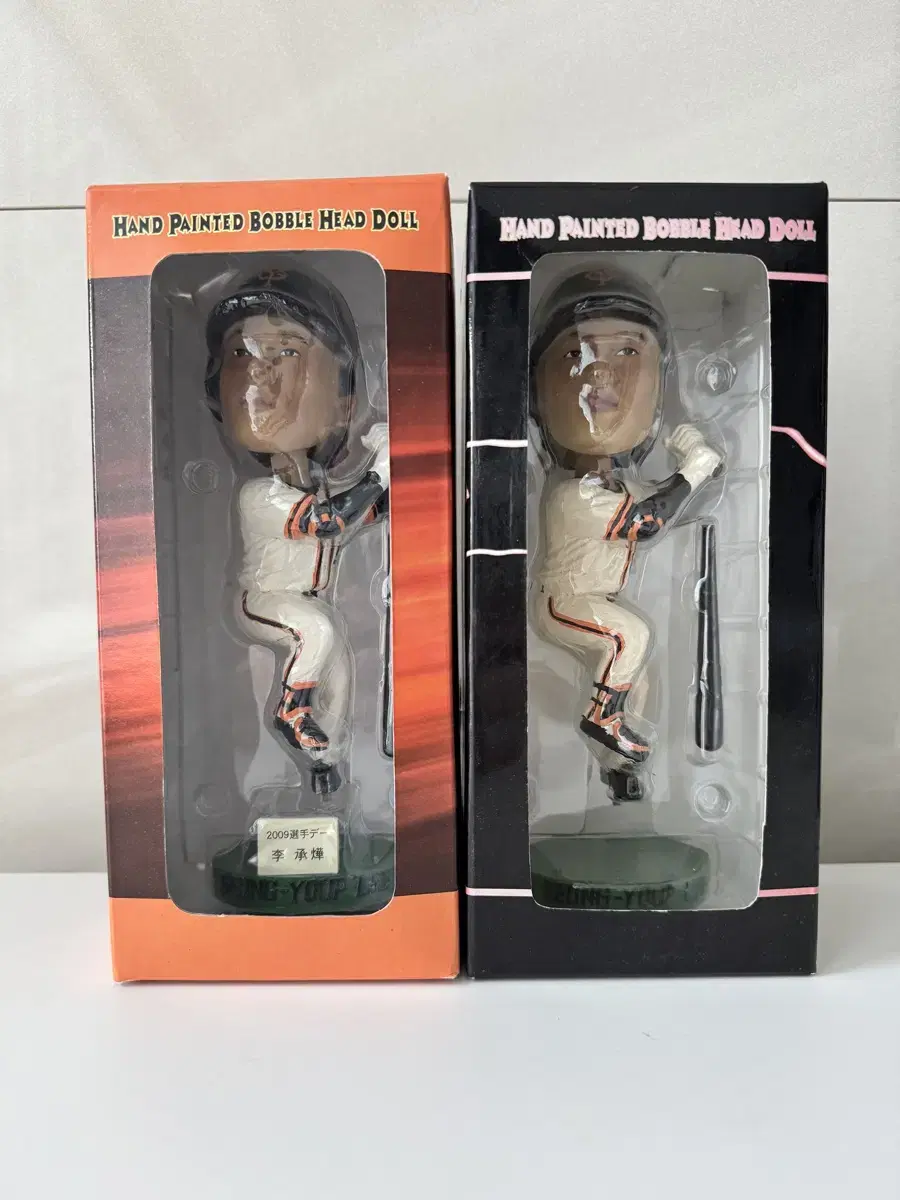 HAND PAINTED BOBBLE HEAD DOLL
2009選手デー
李 承燁
HAND PAINTED BOBBLE HEAD DOLL